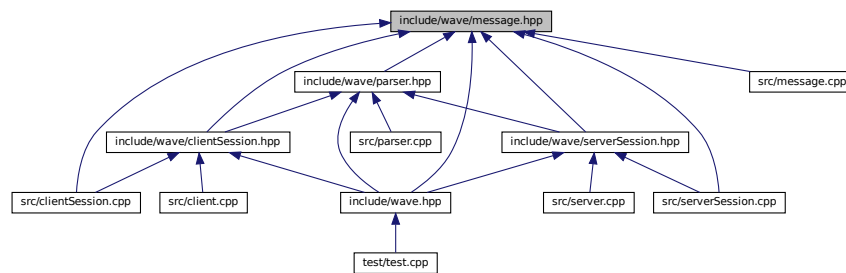 include/wave/message.hpp
include/wave/parser.hpp
src/message.cpp
include/wave/clientSession.hpp
src/parser.cpp
include/wave/serverSession.hpp
src/clientSession.cpp
src/client.cpp
include/wave.hpp
src/server.cpp
src/serverSession.cpp
test/test.cpp